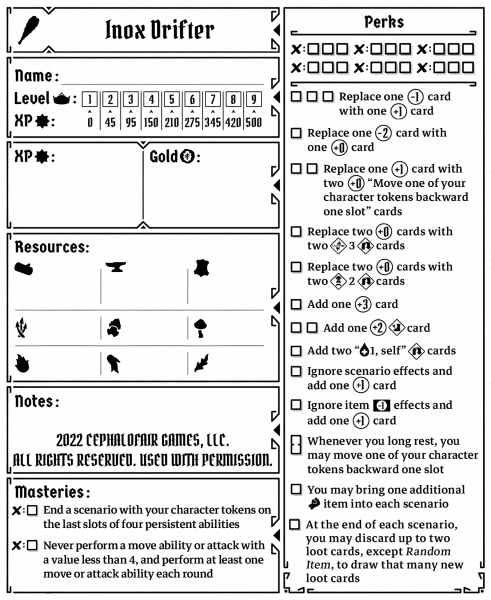 Inox Drifter
Name:
Level : 1 2 3 4 5 6 7 8 9
XP : 0 45 95 150 210 275 345 420 500
XP :
Gold :
Resources:
Notes:
2022 CEPHALOFAIR GAMES, LLC.
ALL RIGHTS RESERVED. USED WITH PERMISSION.
Masteries:
✗: End a scenario with your character tokens on
the last slots of four persistent abilities
✗: Never perform a move ability or attack with
a value less than 4, and perform at least one
move or attack ability each round
Perks
✗: ✗: ✗:
✗: ✗: ✗:
Replace one -1 card
with one +1 card
Replace one -2 card with
one +0 card
Replace one +1 card with
two +0 “Move one of your
character tokens backward
one slot” cards
Replace two +0 cards with
two 3 cards
Replace two +0 cards with
two 2 cards
Add one +3 card
Add one +2 card
Add two “1, self” cards
Ignore scenario effects and
add one +1 card
Ignore item -1 effects and
add one +1 card
Whenever you long rest, you
may move one of your character
tokens backward one slot
You may bring one additional
item into each scenario
At the end of each scenario,
you may discard up to two
loot cards, except Random
Item, to draw that many new
loot cards